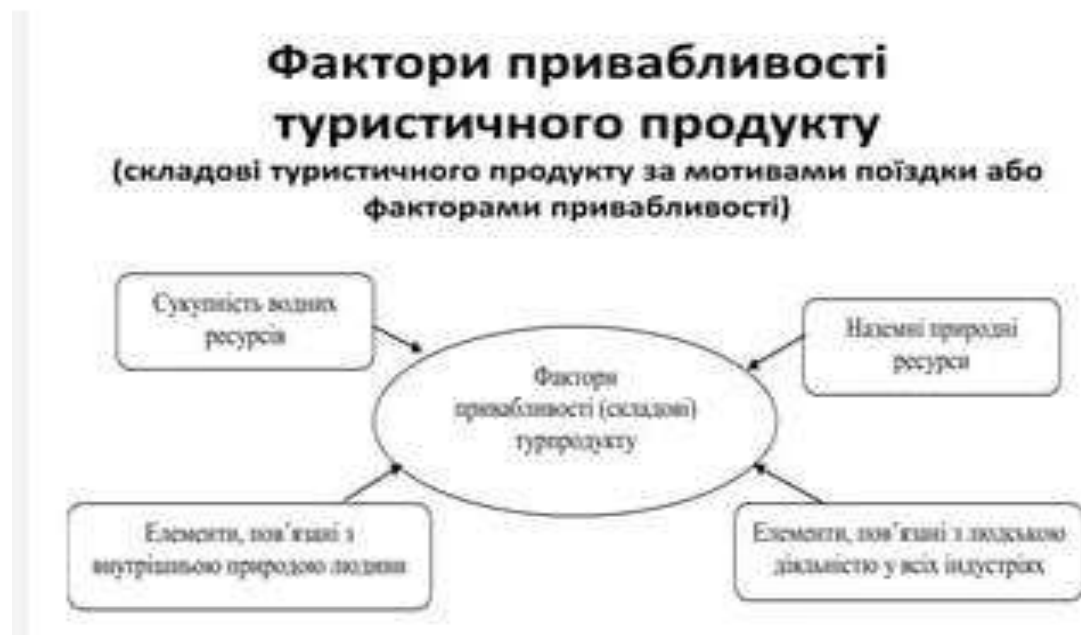 Фактори привабливості
туристичного продукту
(складові туристичного продукту за мотивами поїздки або
факторами привабливості)
Сукупність водних
ресурсів
Наземні природні
ресурси
Фактори
привабливості (складові)
турпродукту
Елементи, пов’язані з
внутрішньою природою людини
Елементи, пов’язані з людською
діяльністю у всіх індустріях